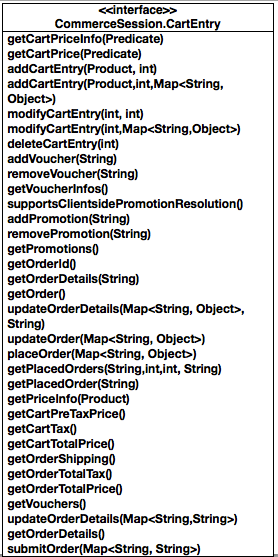 <<interface>>
CommerceSession.CartEntry
getCartPriceInfo(Predicate)
getCartPrice(Predicate)
addCartEntry(Product, int)
addCartEntry(Product,int,Map<String,
Object>)
modifyCartEntry(int, int)
modifyCartEntry(int,Map<String,Object>)
deleteCartEntry(int)
addVoucher(String)
removeVoucher(String)
getVoucherInfos()
supportsClientsidePromotionResolution()
addPromotion(String)
removePromotion(String)
getPromotions()
getOrderId()
getOrderDetails(String)
getOrder()
updateOrderDetails(Map<String, Object>,
String)
updateOrder(Map<String, Object>)
placeOrder(Map<String, Object>)
getPlacedOrders(String,int,int, String)
getPlacedOrder(String)
getPriceInfo(Product)
getCartPreTaxPrice()
getCartTax()
getCartTotalPrice()
getOrderShipping()
getOrderTotalTax()
getOrderTotalPrice()
getVouchers()
updateOrderDetails(Map<String,String>)
getOrderDetails()
submitOrder(Map<String, String>)